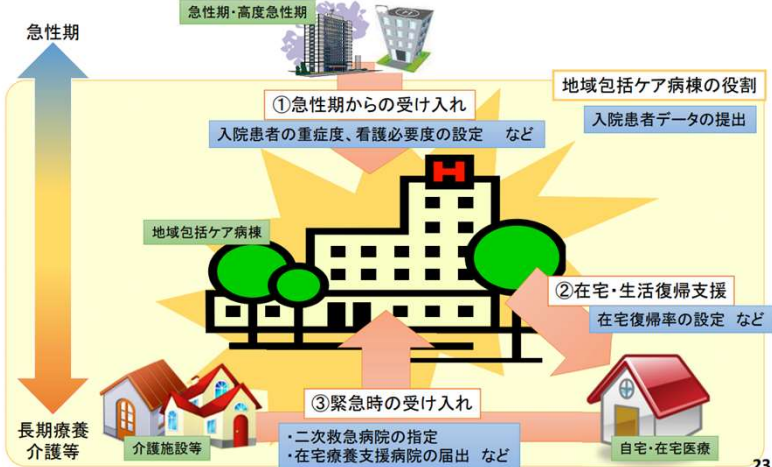 急性期・高度急性期
急性期
地域包括ケア病棟の役割
①急性期からの受け入れ
入院患者の重症度、看護必要度の設定　など
入院患者データの提出
H
地域包括ケア病棟
②在宅・生活復帰支援
在宅復帰率の設定　など
③緊急時の受け入れ
長期療養
介護等
介護施設等
・二次救急病院の指定
・在宅療養支援病院の届出　など
自宅・在宅医療
23